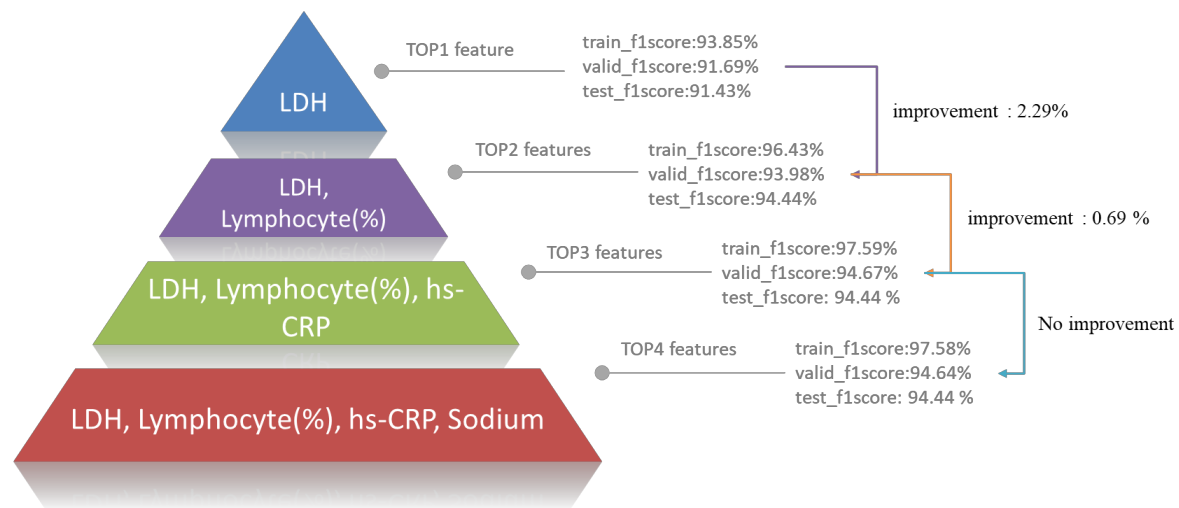 LDH
TOP1 feature
train_f1score:93.85%
valid_f1score:91.69%
test_f1score:91.43%
improvement : 2.29%
LDH,
Lymphocyte(%)
TOP2 features
train_f1score:96.43%
valid_f1score:93.98%
test_f1score:94.44%
improvement : 0.69 %
LDH, Lymphocyte(%), hs-
CRP
TOP3 features
train_f1score:97.59%
valid_f1score:94.67%
test_f1score: 94.44 %
No improvement
LDH, Lymphocyte(%), hs-CRP, Sodium
TOP4 features
train_f1score:97.58%
valid_f1score:94.64%
test_f1score: 94.44 %